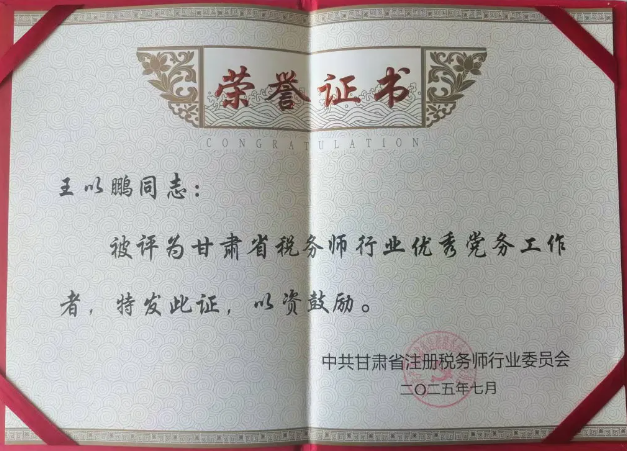 荣誉证书
CONGRATULATION
王以鹏同志：
被评为甘肃省税务师行业优秀党务工作
者，特发此证，以资鼓励。
中共甘肃省注册税务师行业委员会
二〇二五年七月